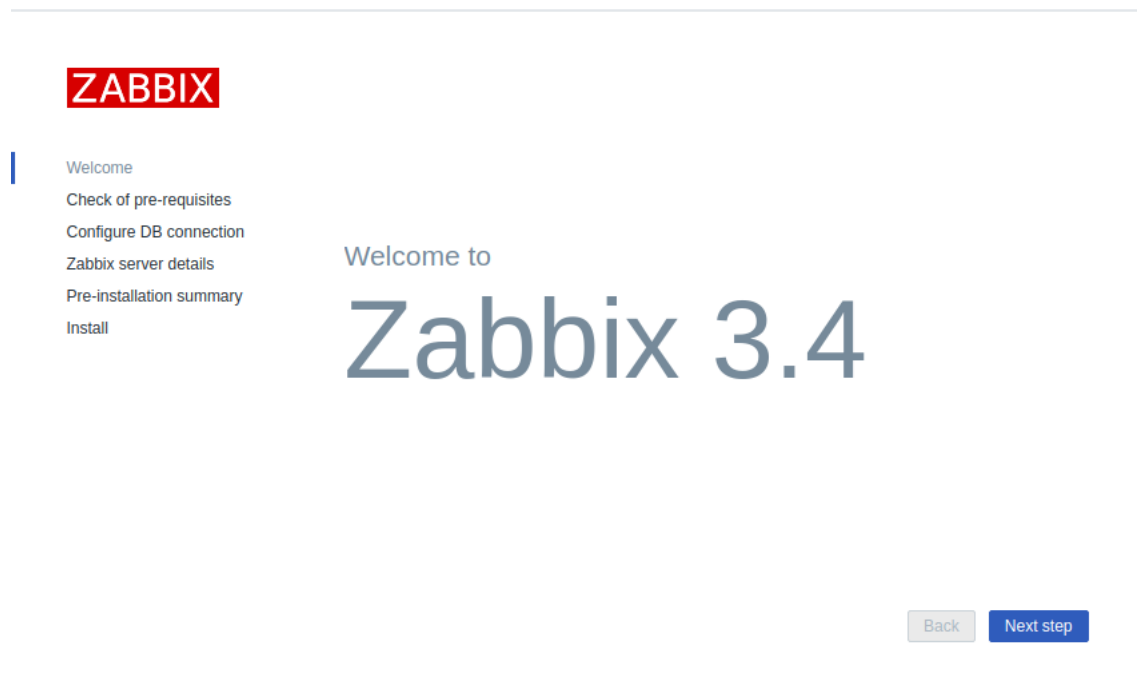 ZABBIX
Welcome
Check of pre-requisites
Configure DB connection
Zabbix server details
Pre-installation summary
Install
Welcome to
Zabbix 3.4
Back
Next step